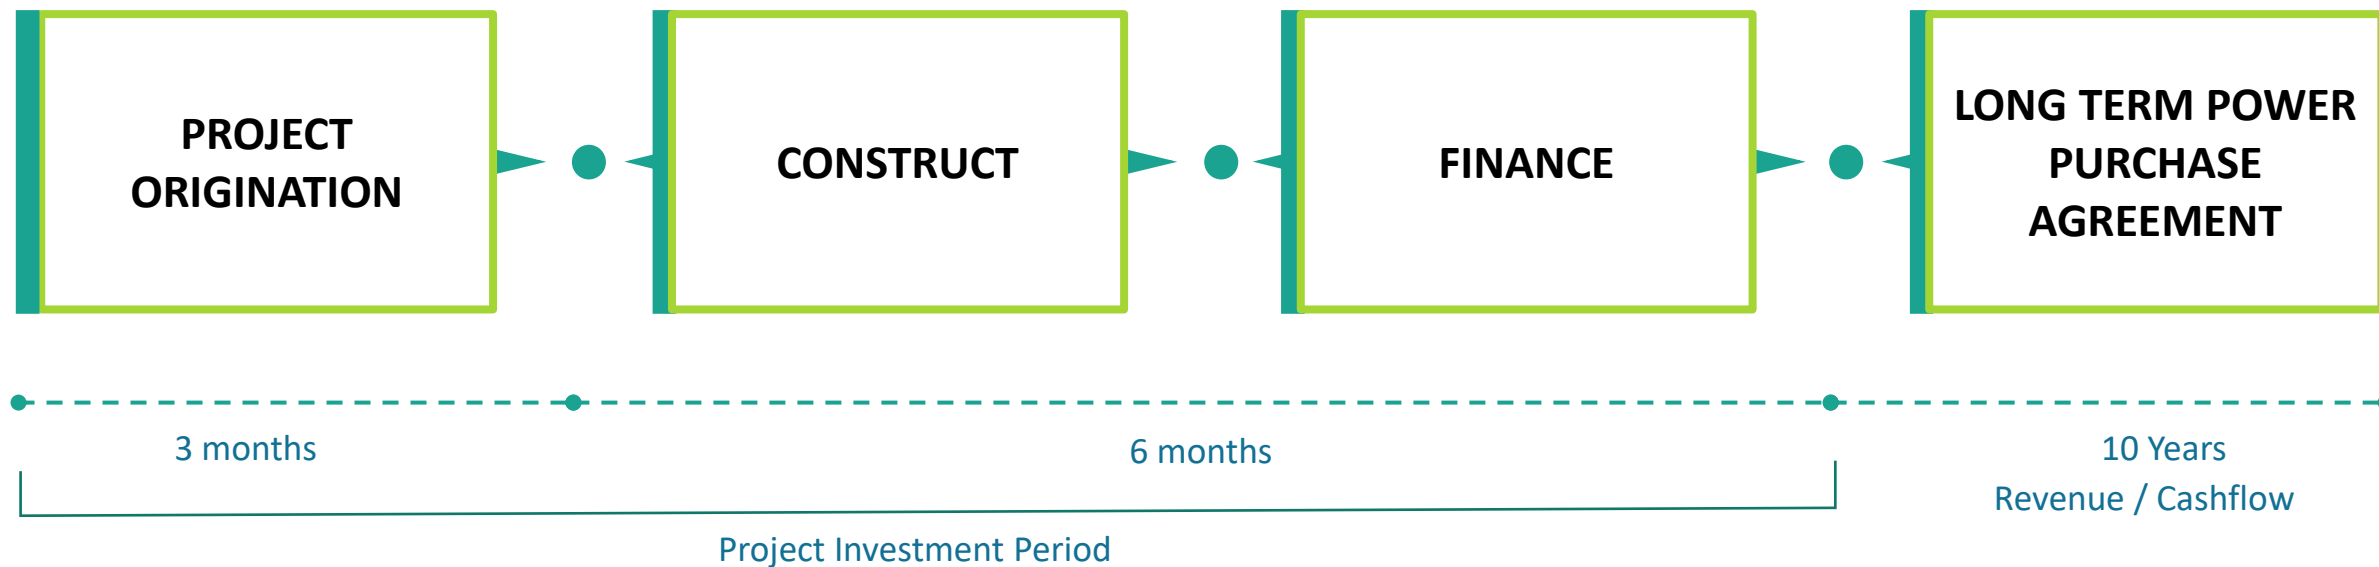 PROJECT
ORIGINATION
CONSTRUCT
FINANCE
LONG TERM POWER
PURCHASE
AGREEMENT
3 months
6 months
10 Years
Revenue / Cashflow
Project Investment Period